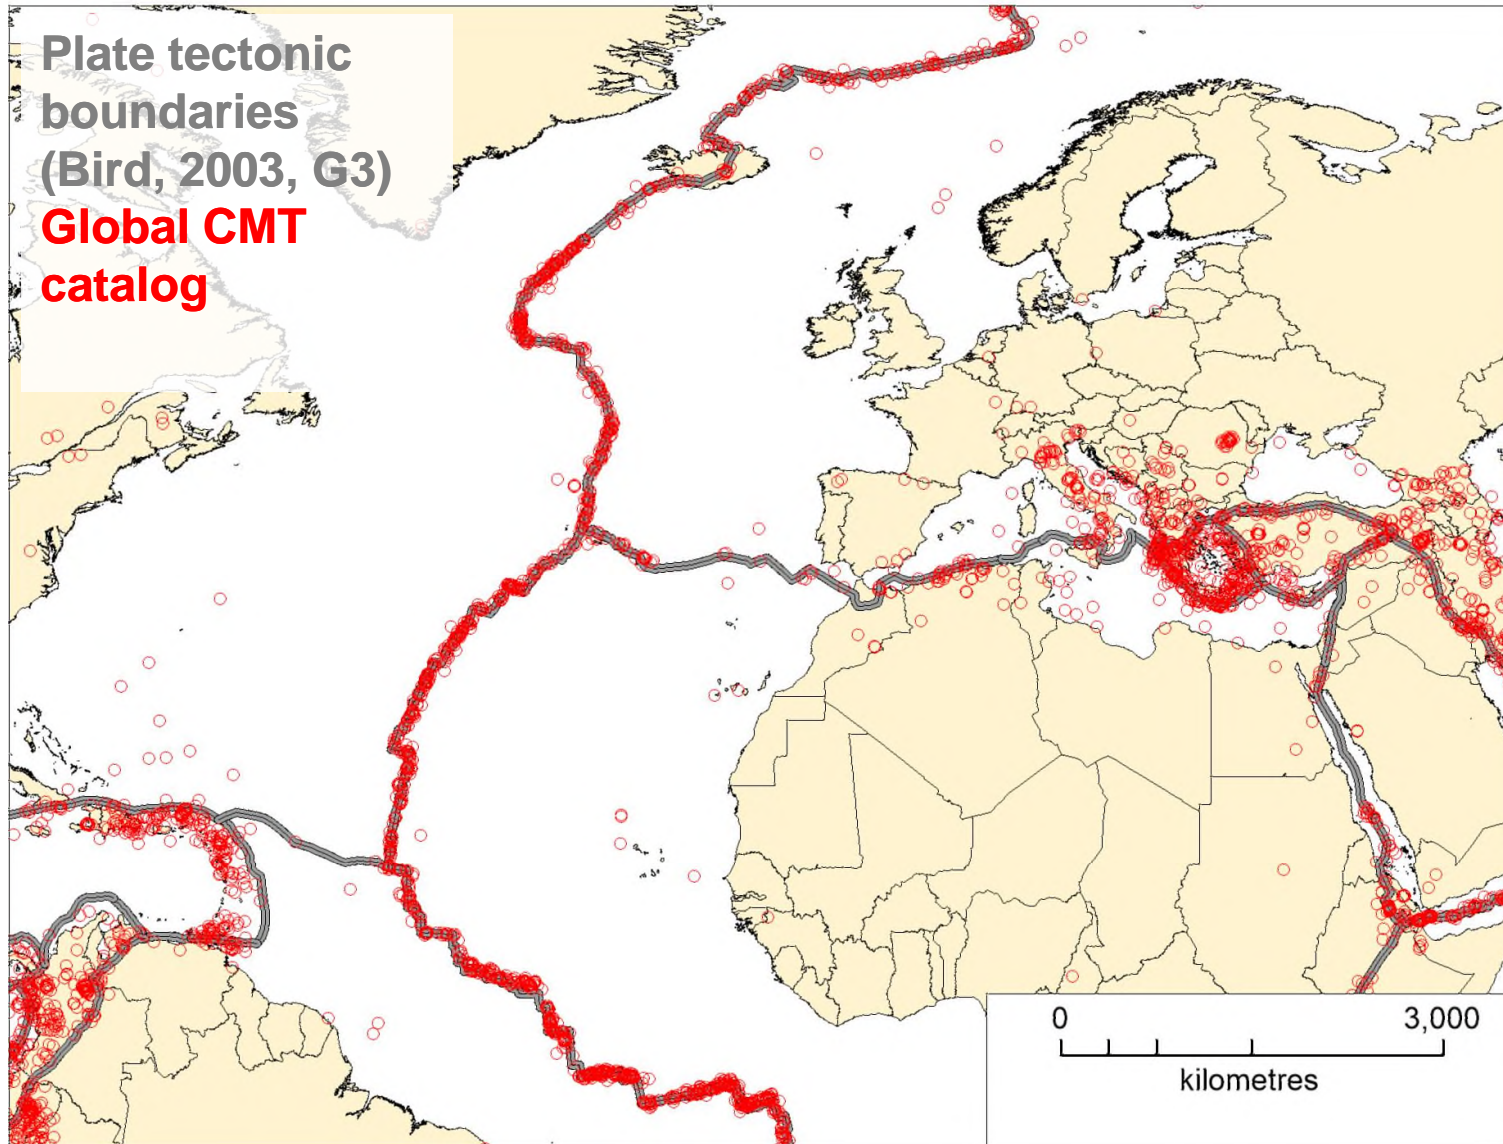 Plate tectonic
boundaries
(Bird, 2003, G3)
Global CMT
catalog
0 3,000
kilometres